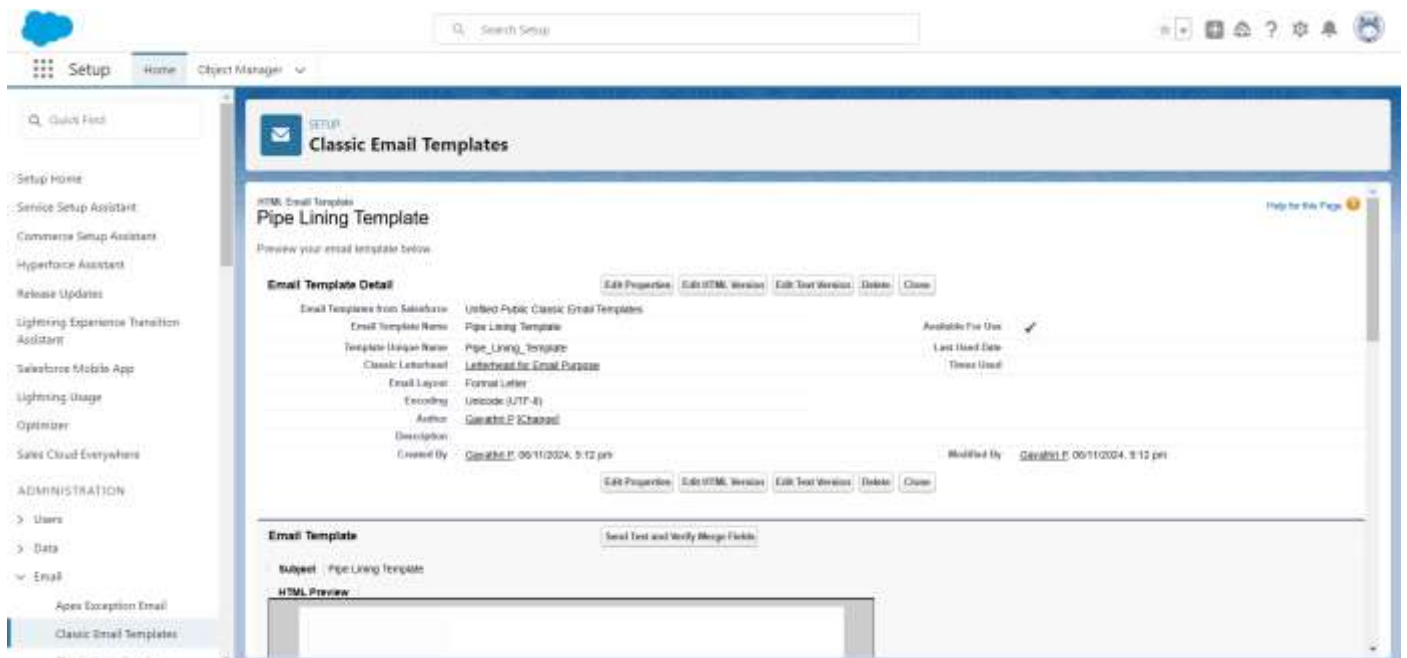 Search Setup
Setup
Home
Object Manager
Quick Find
SETUP
Classic Email Templates
Setup Home
Service Setup Assistant
Commerce Setup Assistant
Hyperforce Assistant
Release Updates
Lightning Experience Transition
Assistant
Salesforce Mobile App
Lightning Usage
Optimizer
Sales Cloud Everywhere
ADMINISTRATION
Users
Data
Email
Apex Exception Email
Classic Email Templates
HTML Email Template
Pipe Lining Template
Help for this Page
Preview your email template below.
Email Template Detail
Edit Properties Edit HTML Version Edit Text Version Delete Clone
Email Templates from Salesforce Unfiled Public Classic Email Templates
Email Template Name Pipe Lining Template Available For Use ✓
Template Unique Name Pipe_Lining_Template Last Used Date
Classic Letterhead Letterhead for Email Purpose Times Used
Email Layout Formal Letter
Encoding Unicode (UTF-8)
Author Gayathri P [Change]
Description
Created By Gayathri P, 06/11/2024, 5:12 pm Modified By Gayathri P, 06/11/2024, 5:12 pm
Edit Properties Edit HTML Version Edit Text Version Delete Clone
Email Template
Send Test and Verify Merge Fields
Subject Pipe Lining Template
HTML Preview